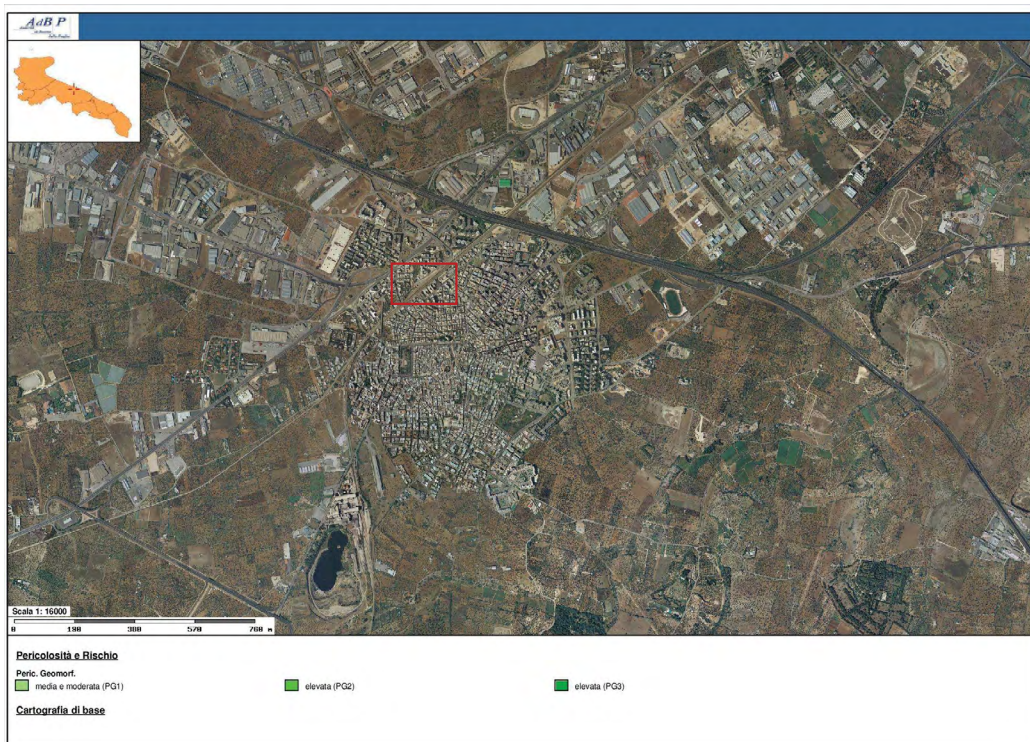 AdB P
Scala 1: 16000
0 190 380 570 760 m
Pericolosità e Rischio
Peric. Geomorf.
media e moderata (PG1)
elevata (PG2)
elevata (PG3)
Cartografia di base